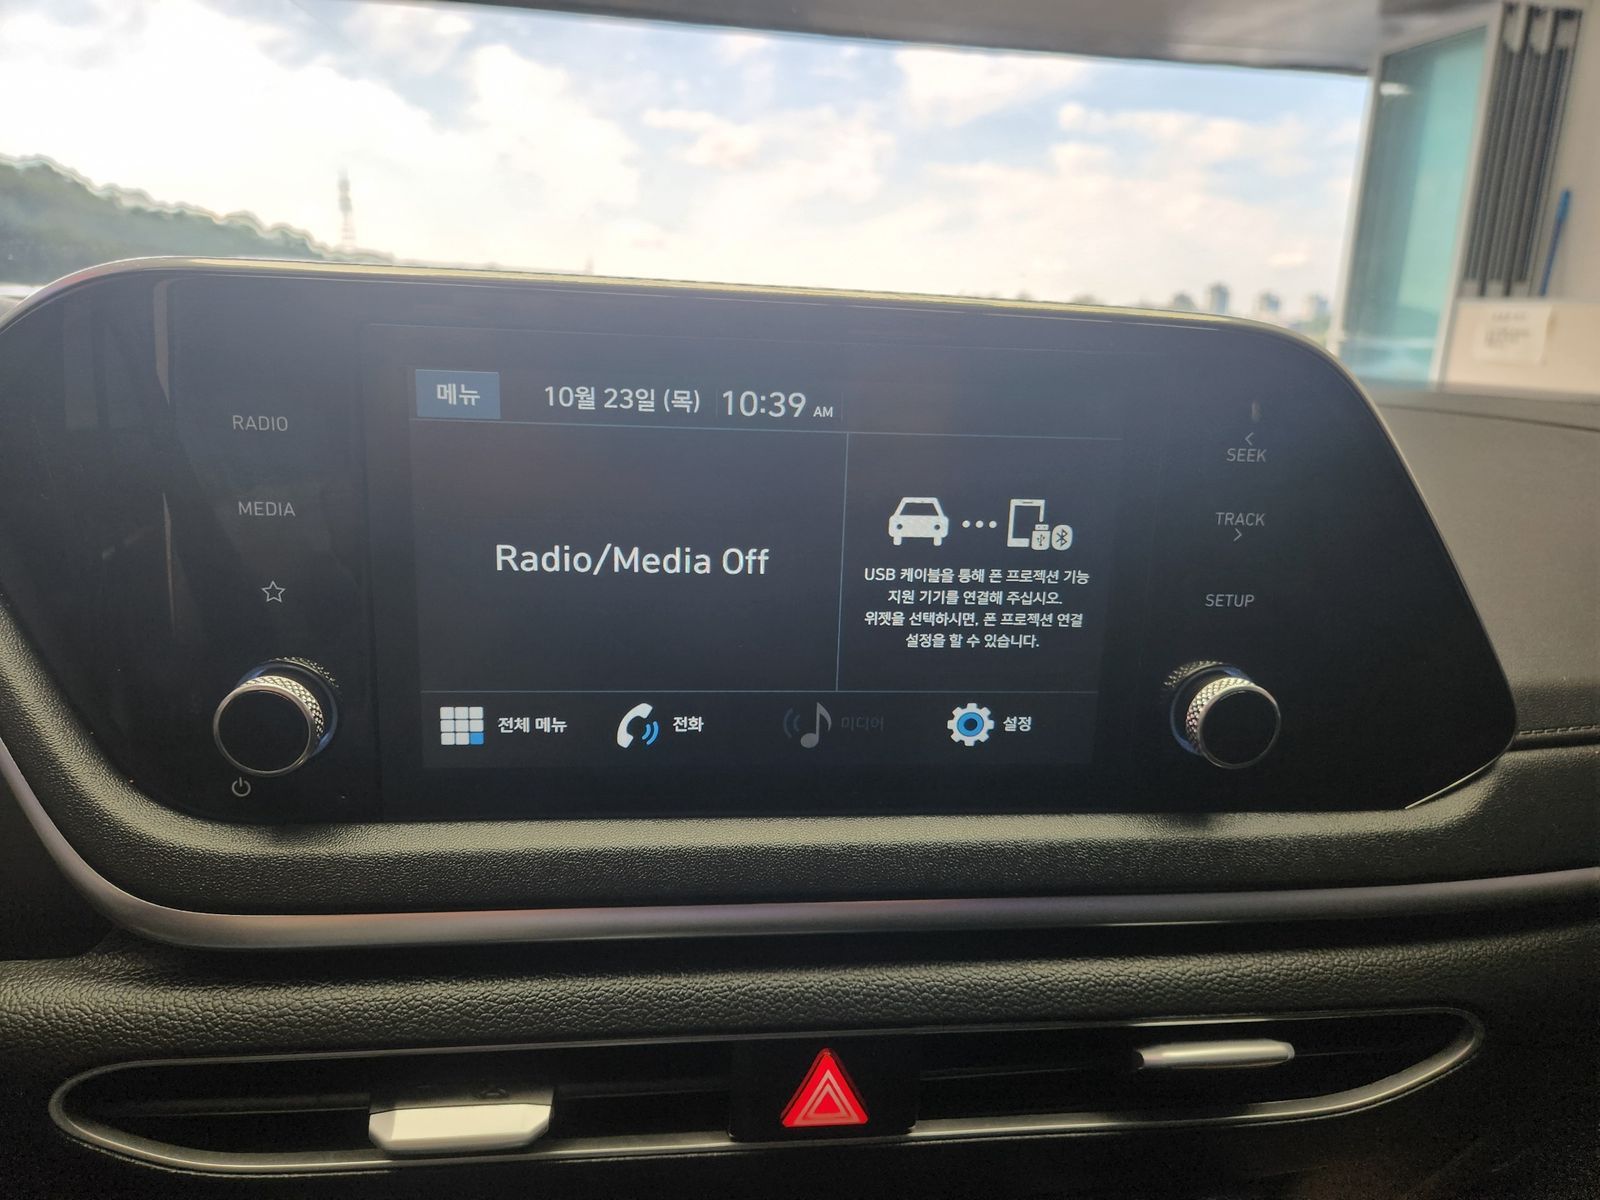 메뉴 10월 23일 (목) 10:39 AM
RADIO
MEDIA
Radio/Media Off
USB 케이블을 통해 폰 프로젝션 기능
지원 기기를 연결해 주십시오.
위젯을 선택하시면, 폰 프로젝션 연결
설정을 할 수 있습니다.
전체 메뉴 전화 미디어 설정
< SEEK
TRACK >
SETUP